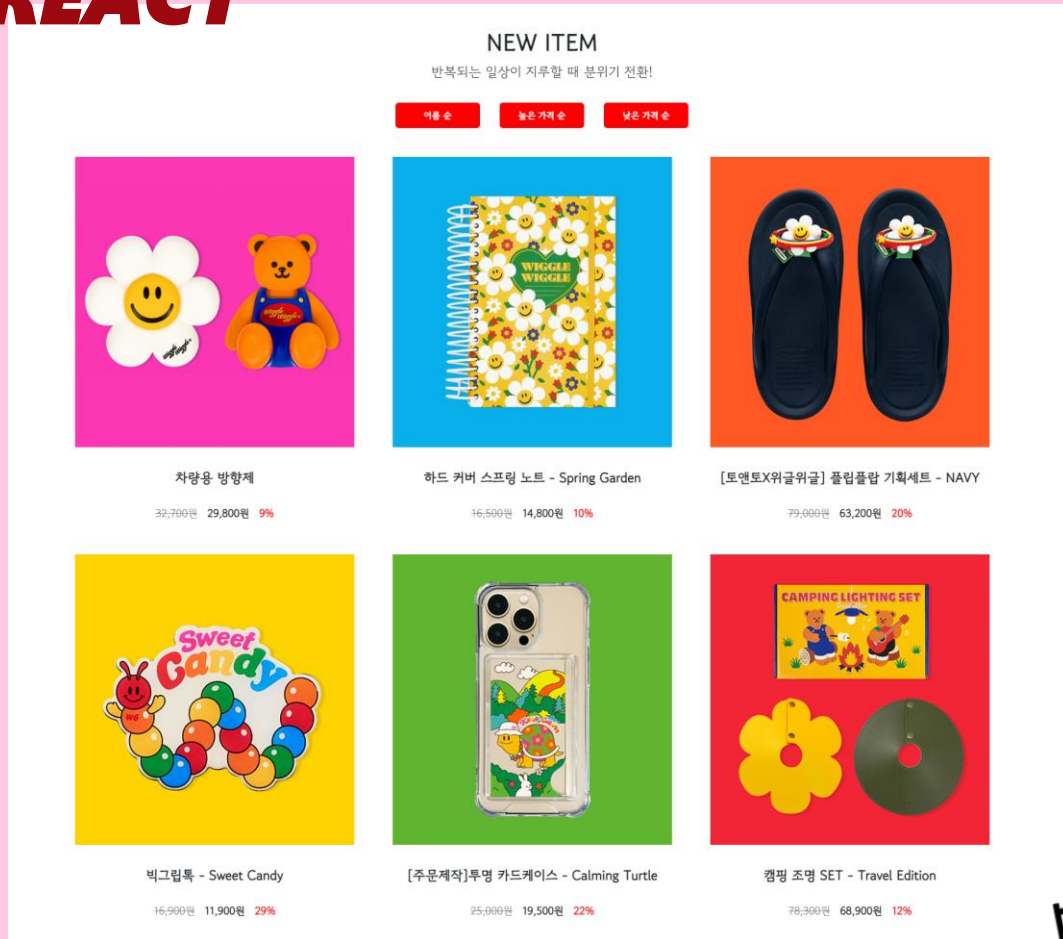 REACT
NEW ITEM
반복되는 일상이 지루할 때 분위기 전환!
이름 순 높은 가격 순 낮은 가격 순
wiggle wiggle
wiggle wiggle
WIGGLE
WIGGLE
차량용 방향제 하드 커버 스프링 노트 - Spring Garden [토앤토X위글위글] 플립플랍 기획세트 - NAVY
32,700원 29,800원 9% 16,500원 14,800원 10% 79,000원 63,200원 20%
Sweet
Candy
WG
CAMPING LIGHTING SET
빅그립톡 - Sweet Candy [주문제작]투명 카드케이스 - Calming Turtle 캠핑 조명 SET - Travel Edition
16,900원 11,900원 29% 25,000원 19,500원 22% 78,300원 68,900원 12%